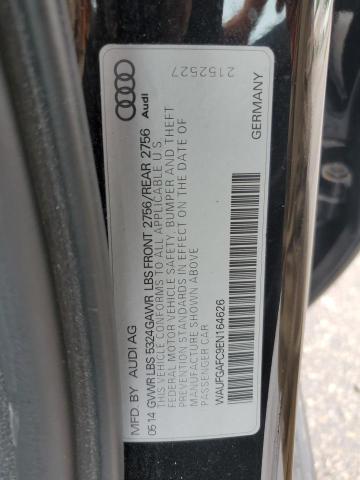 MFD. BY AUDI AG
Audi
05 14 GVWR LBS 5324 GAWR LBS FRONT 2756/REAR 2756
THIS VEHICLE CONFORMS TO ALL APPLICABLE U S
FEDERAL MOTOR VEHICLE SAFETY, BUMPER AND THEFT
PREVENTION STANDARDS IN EFFECT ON THE DATE OF
MANUFACTURE SHOWN ABOVE
PASSENGER CAR
2152527
WAUFGAFC9EN164626
GERMANY